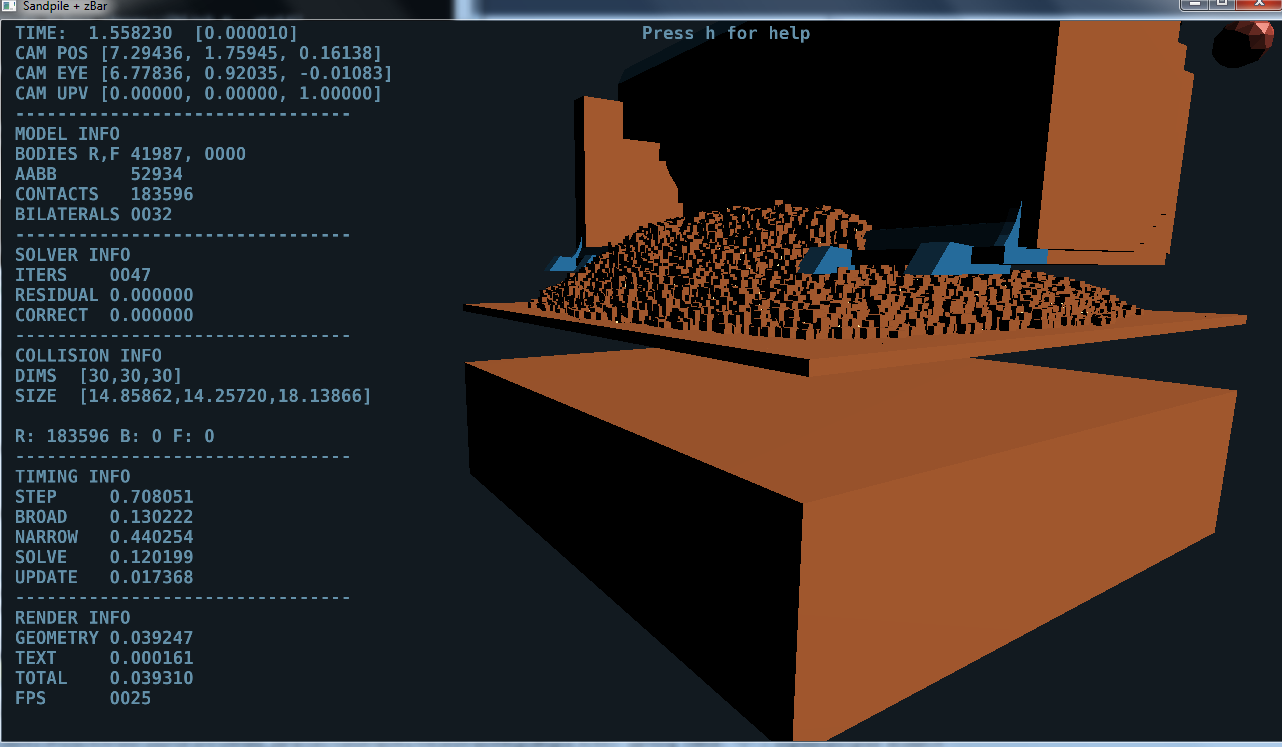 Sandpile + zBar
Press h for help
TIME:  1.558230  [0.000010]
CAM POS [7.29436, 1.75945, 0.16138]
CAM EYE [6.77836, 0.92035, -0.01083]
CAM UPV [0.00000, 0.00000, 1.00000]
--------------------------------
MODEL INFO
BODIES R,F 41987, 0000
AABB       52934
CONTACTS   183596
BILATERALS 0032
--------------------------------
SOLVER INFO
ITERS    0047
RESIDUAL 0.000000
CORRECT  0.000000
--------------------------------
COLLISION INFO
DIMS  [30,30,30]
SIZE  [14.85862,14.25720,18.13866]
R: 183596 B: 0 F: 0
--------------------------------
TIMING INFO
STEP     0.708051
BROAD    0.130222
NARROW   0.440254
SOLVE    0.120199
UPDATE   0.017368
--------------------------------
RENDER INFO
GEOMETRY 0.039247
TEXT     0.000161
TOTAL    0.039310
FPS      0025